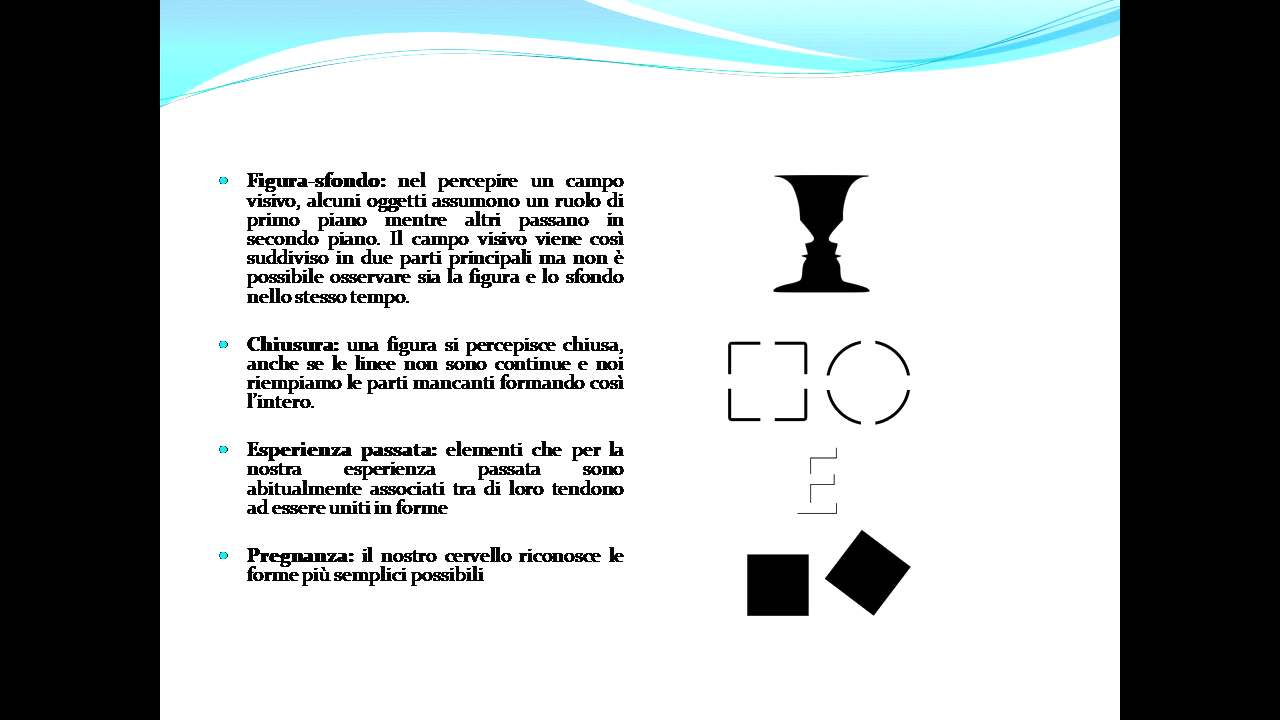 Figura-sfondo: nel percepire un campo
visivo, alcuni oggetti assumono un ruolo di
primo piano mentre altri passano in
secondo piano. Il campo visivo viene così
suddiviso in due parti principali ma non è
possibile osservare sia la figura e lo sfondo
nello stesso tempo.
Chiusura: una figura si percepisce chiusa,
anche se le linee non sono continue e noi
riempiamo le parti mancanti formando così
l'intero.
Esperienza passata: elementi che per la
nostra esperienza passata sono
abitualmente associati tra di loro tendono
ad essere uniti in forme
Pregnanza: il nostro cervello riconosce le
forme più semplici possibili